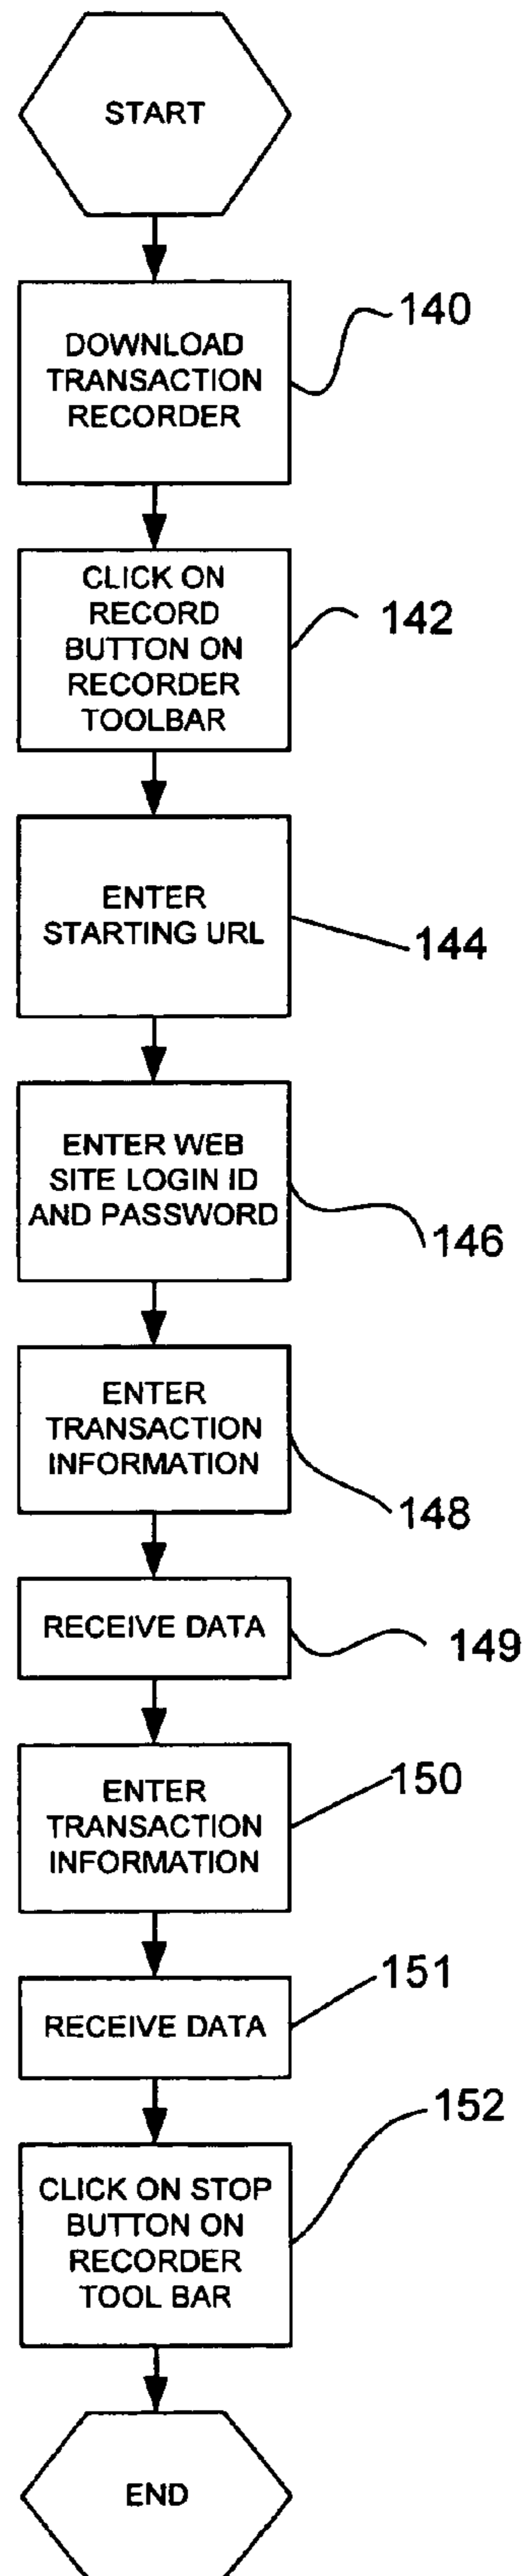 START
DOWNLOAD
TRANSACTION
RECORDER
140
CLICK ON
RECORD
BUTTON ON
RECORDER
TOOLBAR
142
ENTER
STARTING URL
144
ENTER WEB
SITE LOGIN ID
AND PASSWORD
146
ENTER
TRANSACTION
INFORMATION
148
RECEIVE DATA
149
ENTER
TRANSACTION
INFORMATION
150
RECEIVE DATA
151
CLICK ON STOP
BUTTON ON
RECORDER
TOOL BAR
152
END